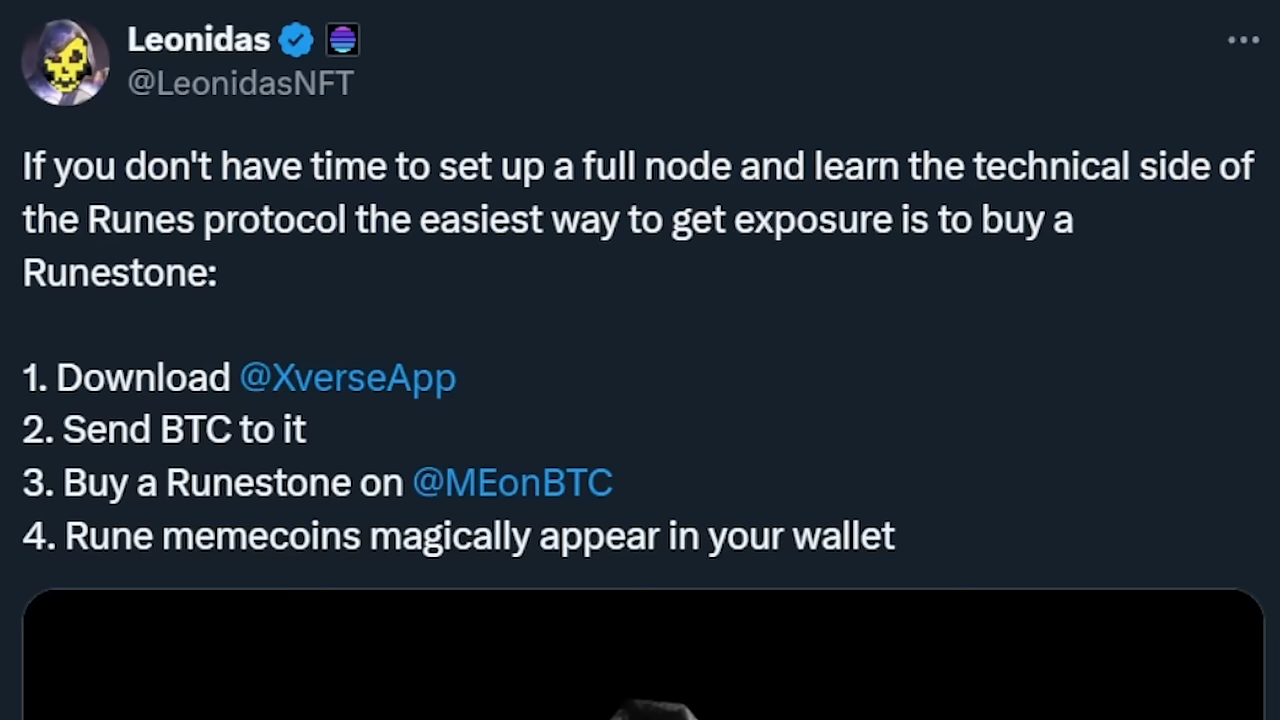 Leonidas
@LeonidasNFT
If you don't have time to set up a full node and learn the technical side of
the Runes protocol the easiest way to get exposure is to buy a
Runestone:
1. Download @XverseApp
2. Send BTC to it
3. Buy a Runestone on @MEonBTC
4. Rune memecoins magically appear in your wallet